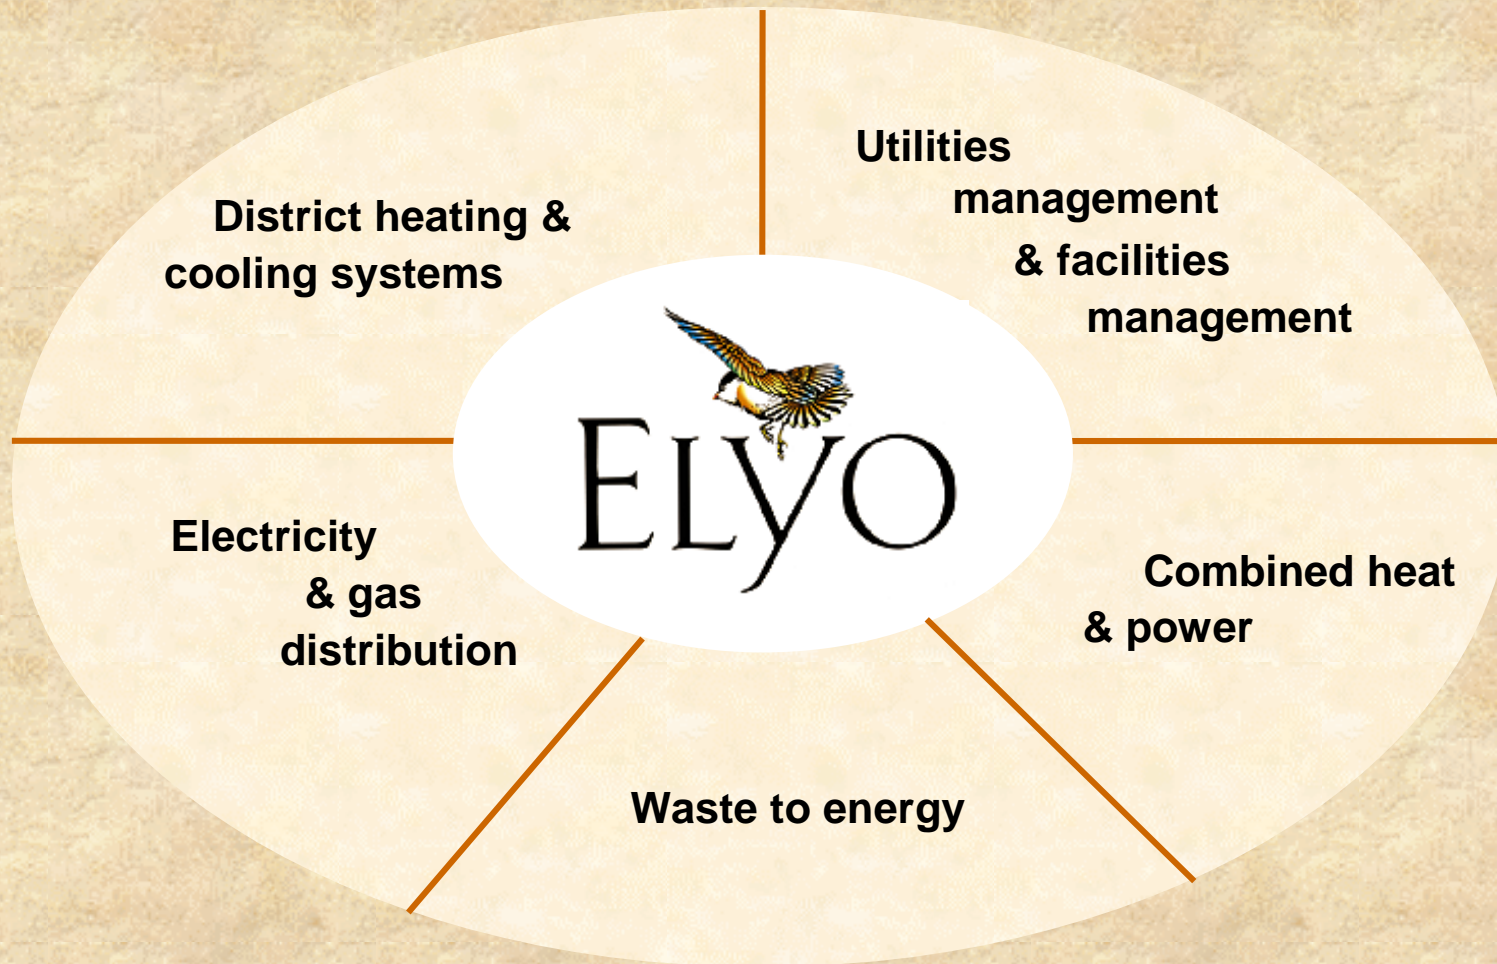 District heating &
cooling systems
Utilities
management
& facilities
management
ELYO
Electricity
& gas
distribution
Combined heat
& power
Waste to energy